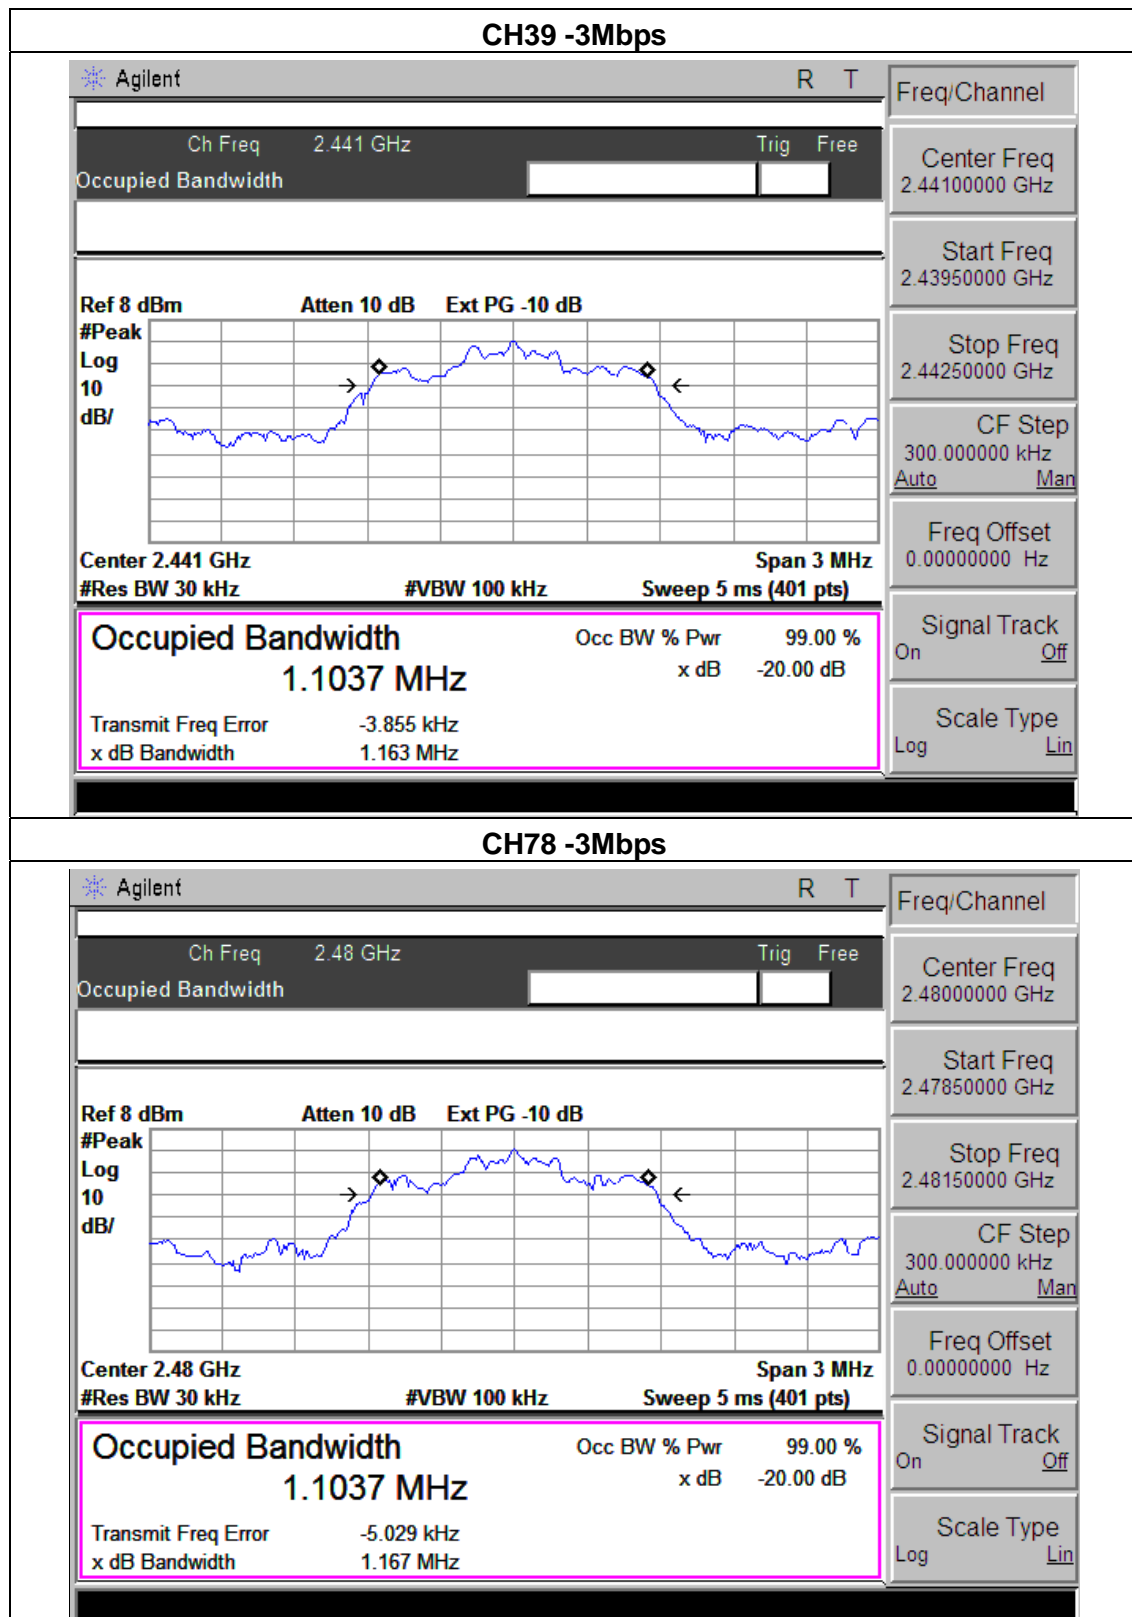 CH39 -3Mbps
Agilent R T
Freq/Channel
Ch Freq 2.441 GHz Trig Free
Occupied Bandwidth
Center Freq
2.44100000 GHz
Start Freq
2.43950000 GHz
Stop Freq
2.44250000 GHz
CF Step
300.000000 kHz
Auto Man
Freq Offset
0.00000000 Hz
Signal Track
On Off
Scale Type
Log Lin
Ref 8 dBm Atten 10 dB Ext PG -10 dB
#Peak
Log
10
dB/
Center 2.441 GHz Span 3 MHz
#Res BW 30 kHz #VBW 100 kHz Sweep 5 ms (401 pts)
Occupied Bandwidth Occ BW % Pwr 99.00 %
1.1037 MHz x dB -20.00 dB
Transmit Freq Error -3.855 kHz
x dB Bandwidth 1.163 MHz
CH78 -3Mbps
Agilent R T
Freq/Channel
Ch Freq 2.48 GHz Trig Free
Occupied Bandwidth
Center Freq
2.48000000 GHz
Start Freq
2.47850000 GHz
Stop Freq
2.48150000 GHz
CF Step
300.000000 kHz
Auto Man
Freq Offset
0.00000000 Hz
Signal Track
On Off
Scale Type
Log Lin
Ref 8 dBm Atten 10 dB Ext PG -10 dB
#Peak
Log
10
dB/
Center 2.48 GHz Span 3 MHz
#Res BW 30 kHz #VBW 100 kHz Sweep 5 ms (401 pts)
Occupied Bandwidth Occ BW % Pwr 99.00 %
1.1037 MHz x dB -20.00 dB
Transmit Freq Error -5.029 kHz
x dB Bandwidth 1.167 MHz